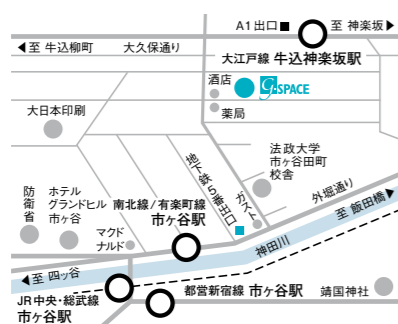 A1出口■
至 神楽坂▶
◀至 牛込柳町
大久保通り
大江戸線 牛込神楽坂駅
酒店
g-SPACE
薬局
大日本印刷
法政大学
市ヶ谷田町
校舎
地下鉄5番出口
ガスト
外堀通り
至 飯田橋▶
防衛省
ホテル
グランドヒル
市ヶ谷
南北線/有楽町線
市ヶ谷駅
マクド
ナルド
神田川
◀至 四ッ谷
JR中央・総武線
市ヶ谷駅
都営新宿線 市ヶ谷駅
靖国神社